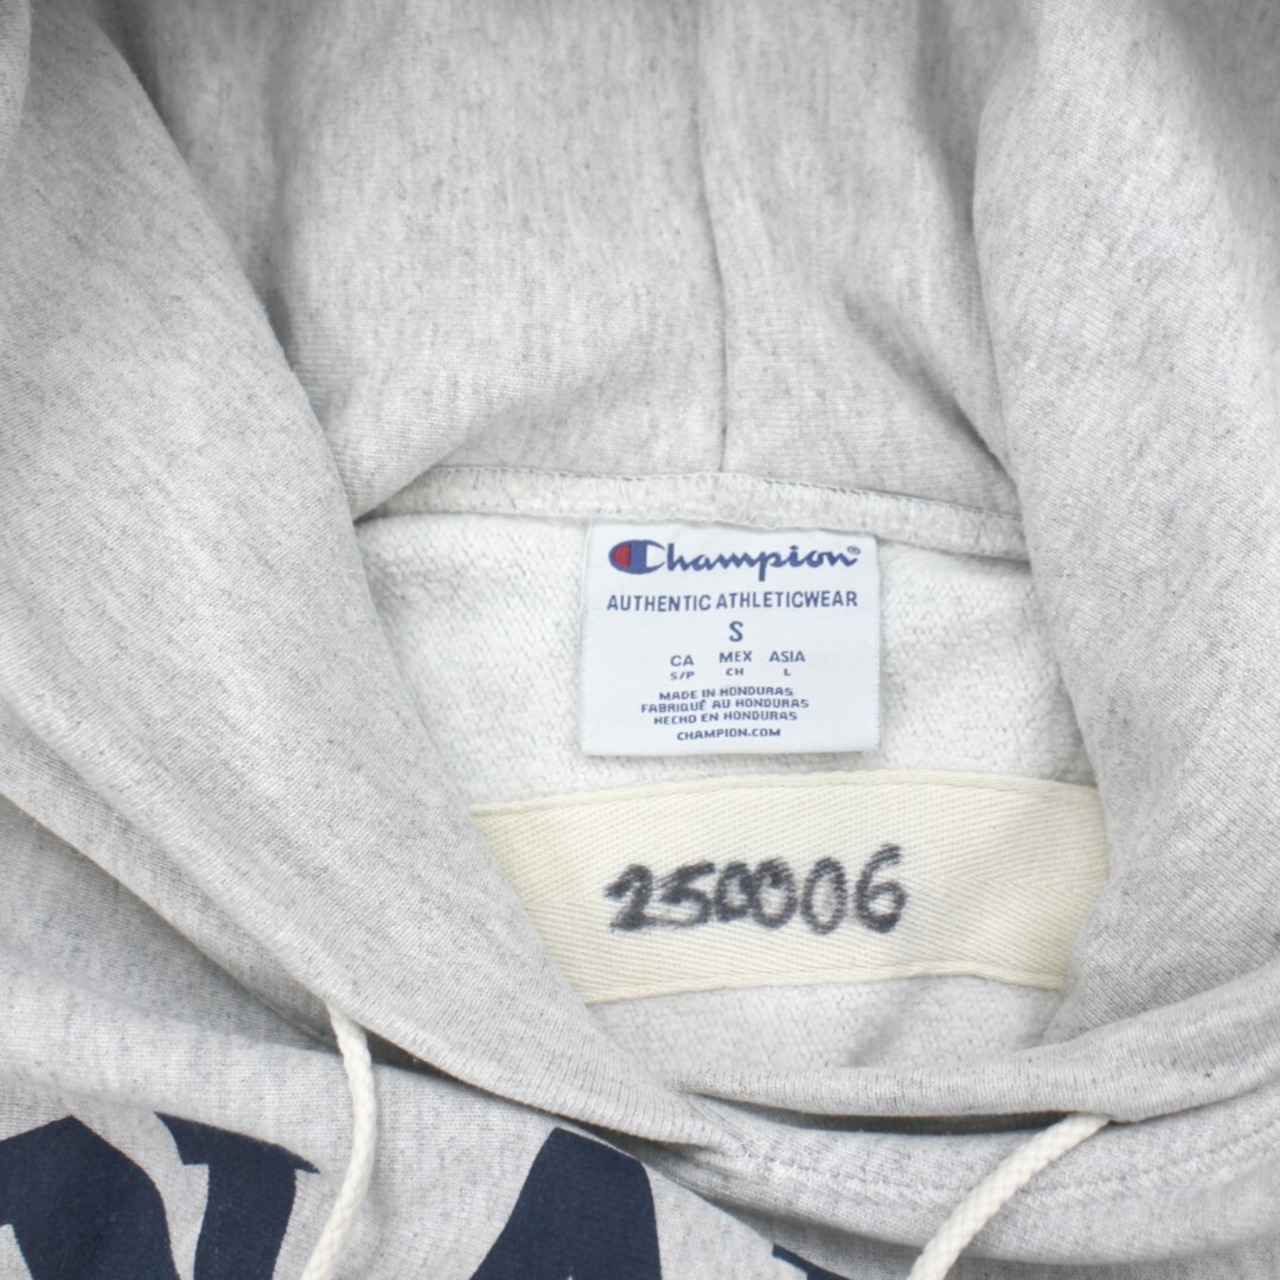 Champion®
AUTHENTIC ATHLETICWEAR
S
CA MEX ASIA
S/P CH L
MADE IN HONDURAS
FABRIQUÉ AU HONDURAS
HECHO EN HONDURAS
CHAMPION.COM
250006